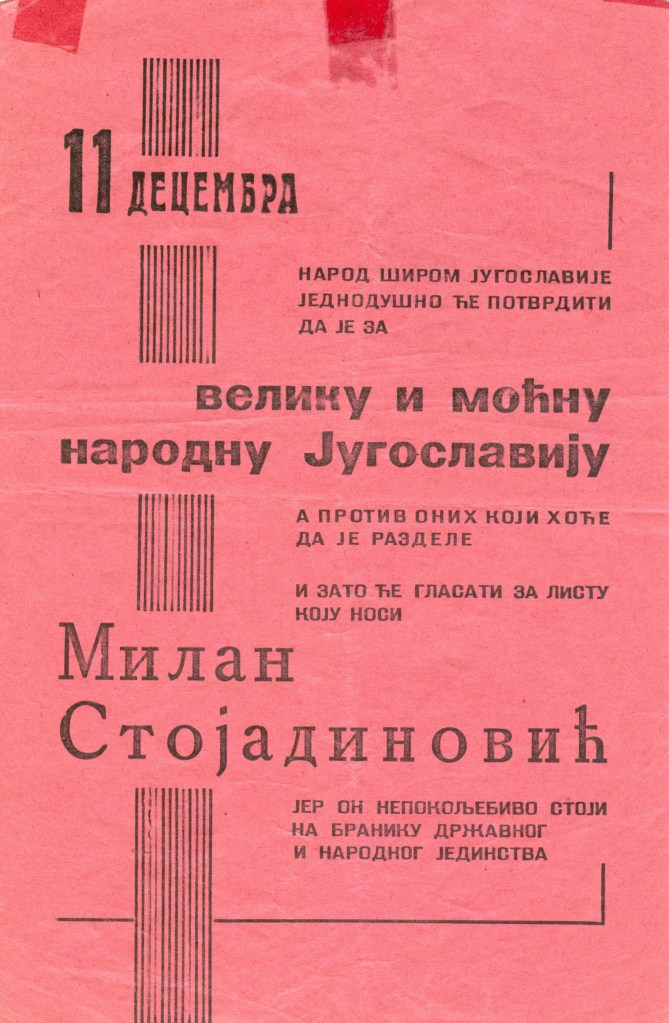 11 ДЕЦЕМБРА
НАРОД ШИРОМ ЈУГОСЛАВИЈЕ
ЈЕДНОДУШНО ЋЕ ПОТВРДИТИ
ДА ЈЕ ЗА
велику и моћну
народну Југославију
А ПРОТИВ ОНИХ КОЈИ ХОЋЕ
ДА ЈЕ РАЗДЕЛЕ
И ЗАТО ЋЕ ГЛАСАТИ ЗА ЛИСТУ
КОЈУ НОСИ
Милан
Стојадиновић
ЈЕР ОН НЕПОКОЉЕБИВО СТОЈИ
НА БРАНИКУ ДРЖАВНОГ
И НАРОДНОГ ЈЕДИНСТВА